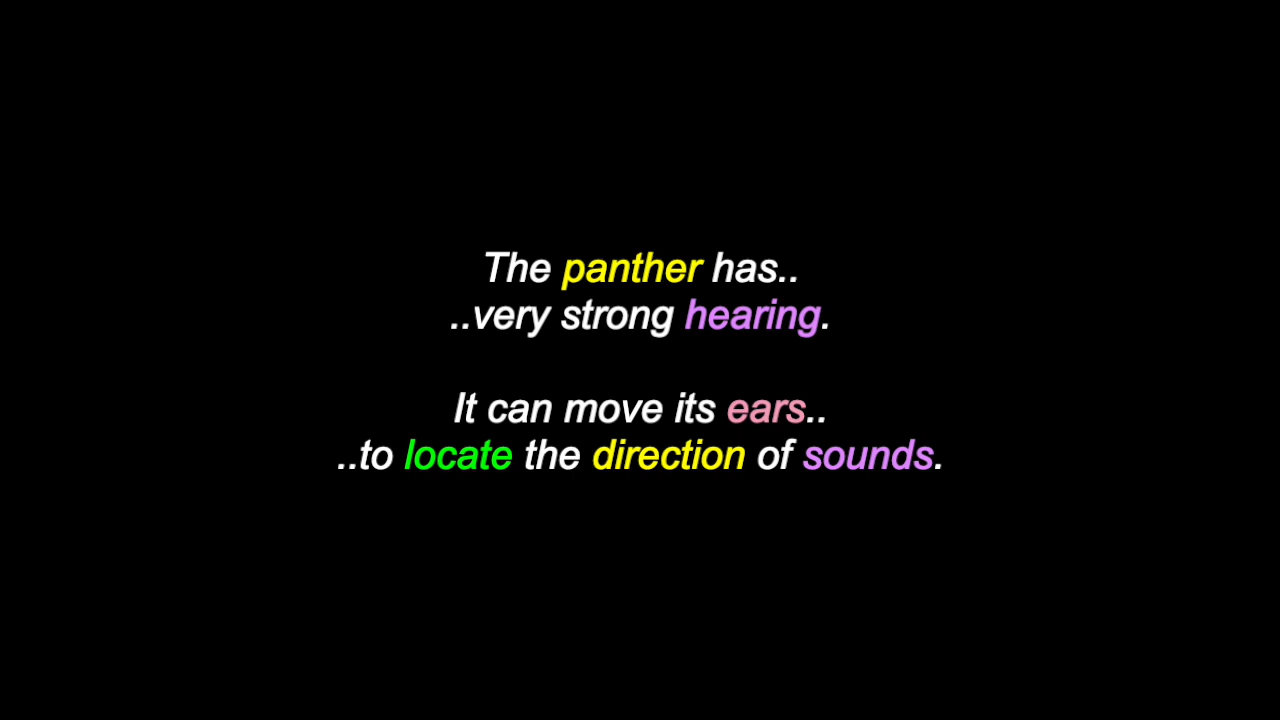 The panther has..
..very strong hearing.
It can move its ears..
..to locate the direction of sounds.